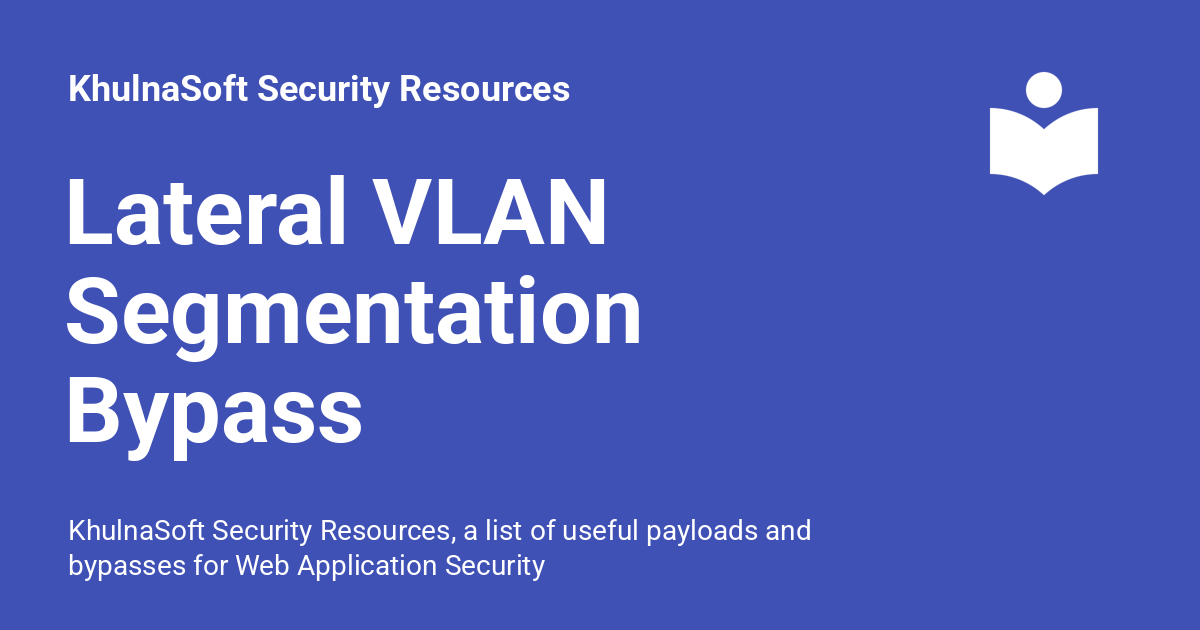 KhulnaSoft Security Resources
Lateral VLAN
Segmentation
Bypass
KhulnaSoft Security Resources, a list of useful payloads and
bypasses for Web Application Security